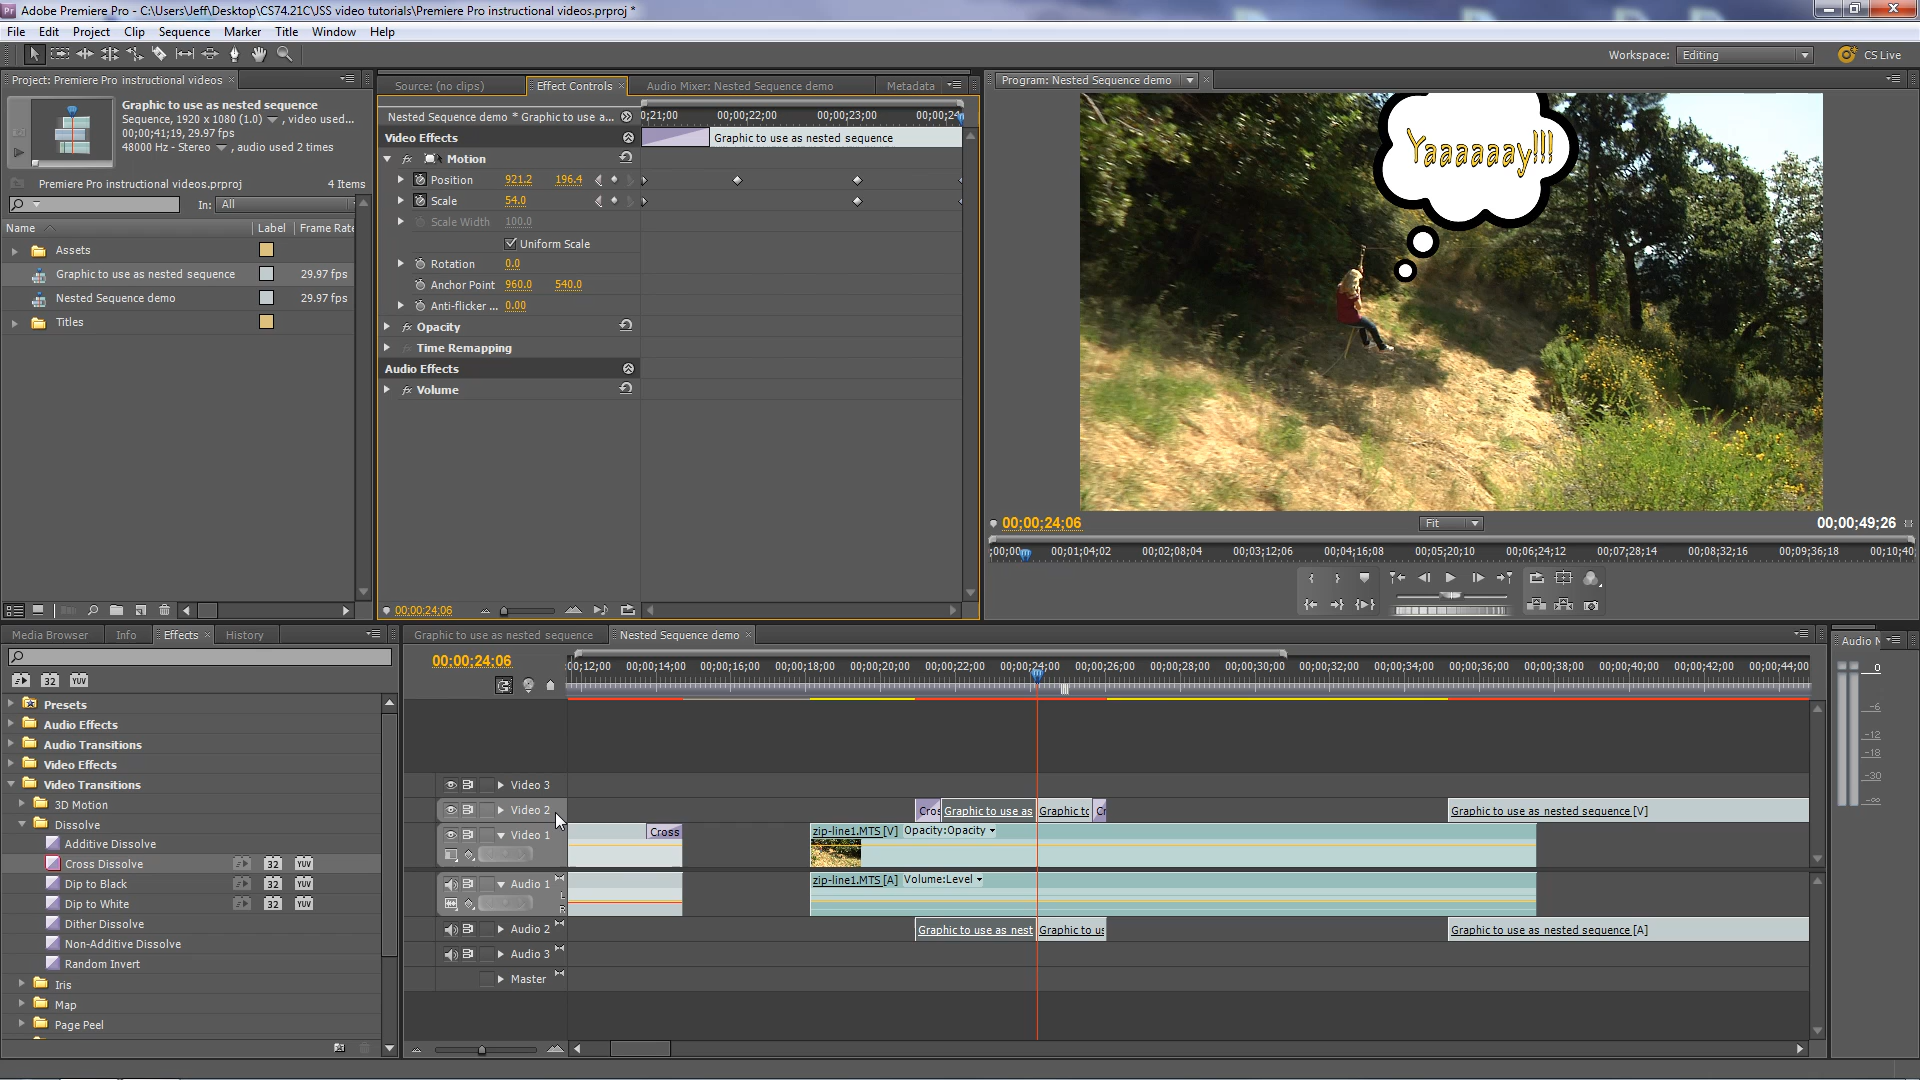 Adobe Premiere Pro - C:\Users\Jeff\Desktop\CS74.21C\JSS video tutorials\Premiere Pro instructional videos.prproj *
File Edit Project Clip Sequence Marker Title Window Help
Workspace: Editing CS Live
Project: Premiere Pro instructional videos
Graphic to use as nested sequence
Sequence, 1920 x 1080 (1.0) , video used...
00;00;41;19, 29.97 fps
48000 Hz - Stereo , audio used 2 times
Premiere Pro instructional videos.prproj 4 Items
In: All
Name Label Frame Rate
Assets
Graphic to use as nested sequence 29.97 fps
Nested Sequence demo 29.97 fps
Titles
Source: (no clips) Effect Controls Audio Mixer: Nested Sequence demo Metadata
Nested Sequence demo * Graphic to use a... 0;21;00 00;00;22;00 00;00;23;00 00;00;24
Video Effects Graphic to use as nested sequence
fx Motion
Position 921.2 196.4
Scale 54.0
Scale Width 100.0
Uniform Scale
Rotation 0.0
Anchor Point 960.0 540.0
Anti-flicker ... 0.00
fx Opacity
Time Remapping
Audio Effects
fx Volume
00:00:24:06
Program: Nested Sequence demo
Yaaaaaay!!!
00;00;24;06 Fit 00;00;49;26
;00;00 00;01;04;02 00;02;08;04 00;03;12;06 00;04;16;08 00;05;20;10 00;06;24;12 00;07;28;14 00;08;32;16 00;09;36;18 00;10;40
Media Browser Info Effects History
32 YUV
Presets
Audio Effects
Audio Transitions
Video Effects
Video Transitions
3D Motion
Dissolve
Additive Dissolve
Cross Dissolve 32 YUV
Dip to Black 32 YUV
Dip to White 32 YUV
Dither Dissolve
Non-Additive Dissolve
Random Invert
Iris
Map
Page Peel
Graphic to use as nested sequence Nested Sequence demo
00;00;24;06
00;12;00 00;00;14;00 00;00;16;00 00;00;18;00 00;00;20;00 00;00;22;00 00;00;24;00 00;00;26;00 00;00;28;00 00;00;30;00 00;00;32;00 00;00;34;00 00;00;36;00 00;00;38;00 00;00;40;00 00;00;42;00 00;00;44;00
Video 3
Video 2 Cros Graphic to use as Graphic to Cr Graphic to use as nested sequence [V]
Video 1 Cross zip-line1.MTS [V] Opacity:Opacity
Audio 1 L R zip-line1.MTS [A] Volume:Level
Audio 2 Graphic to use as nest Graphic to us Graphic to use as nested sequence [A]
Audio 3
Master
Audio M
0
-6
-12
-18
-30
-∞